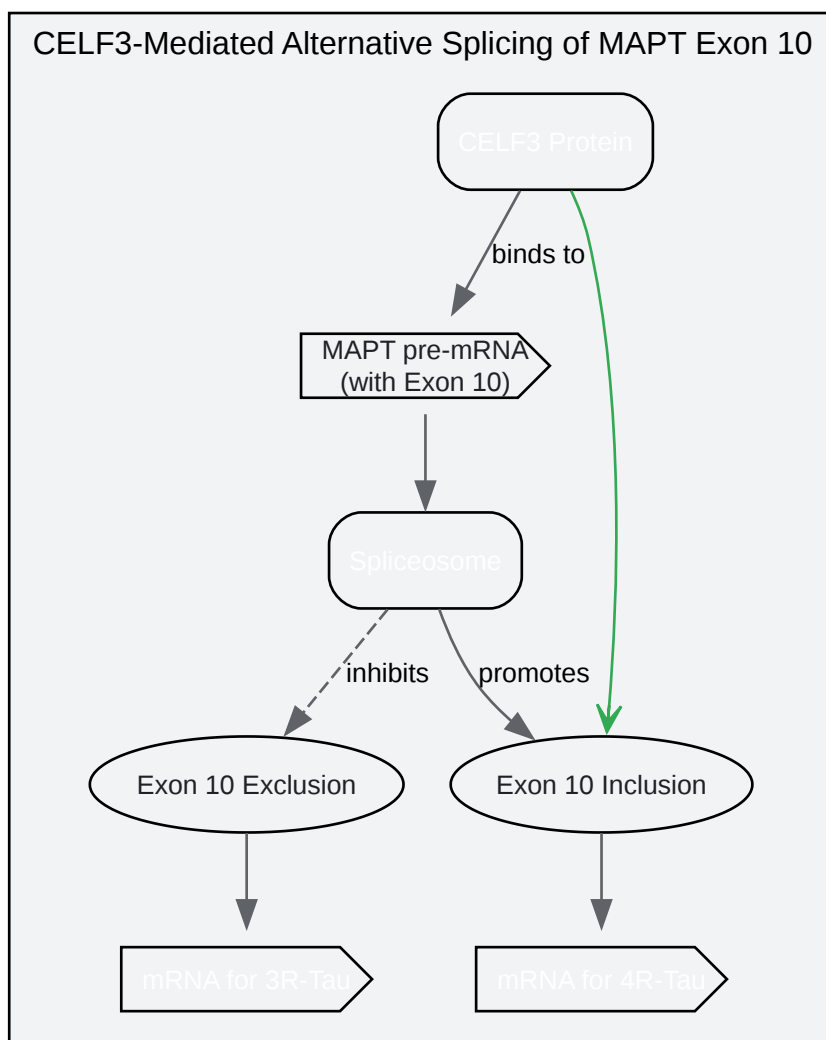 CELF3-Mediated Alternative Splicing of MAPT Exon 10
CELF3 Protein
binds to
MAPT pre-mRNA
(with Exon 10)
Spliceosome
inhibits
promotes
Exon 10 Exclusion
Exon 10 Inclusion
mRNA for 3R-Tau
mRNA for 4R-Tau